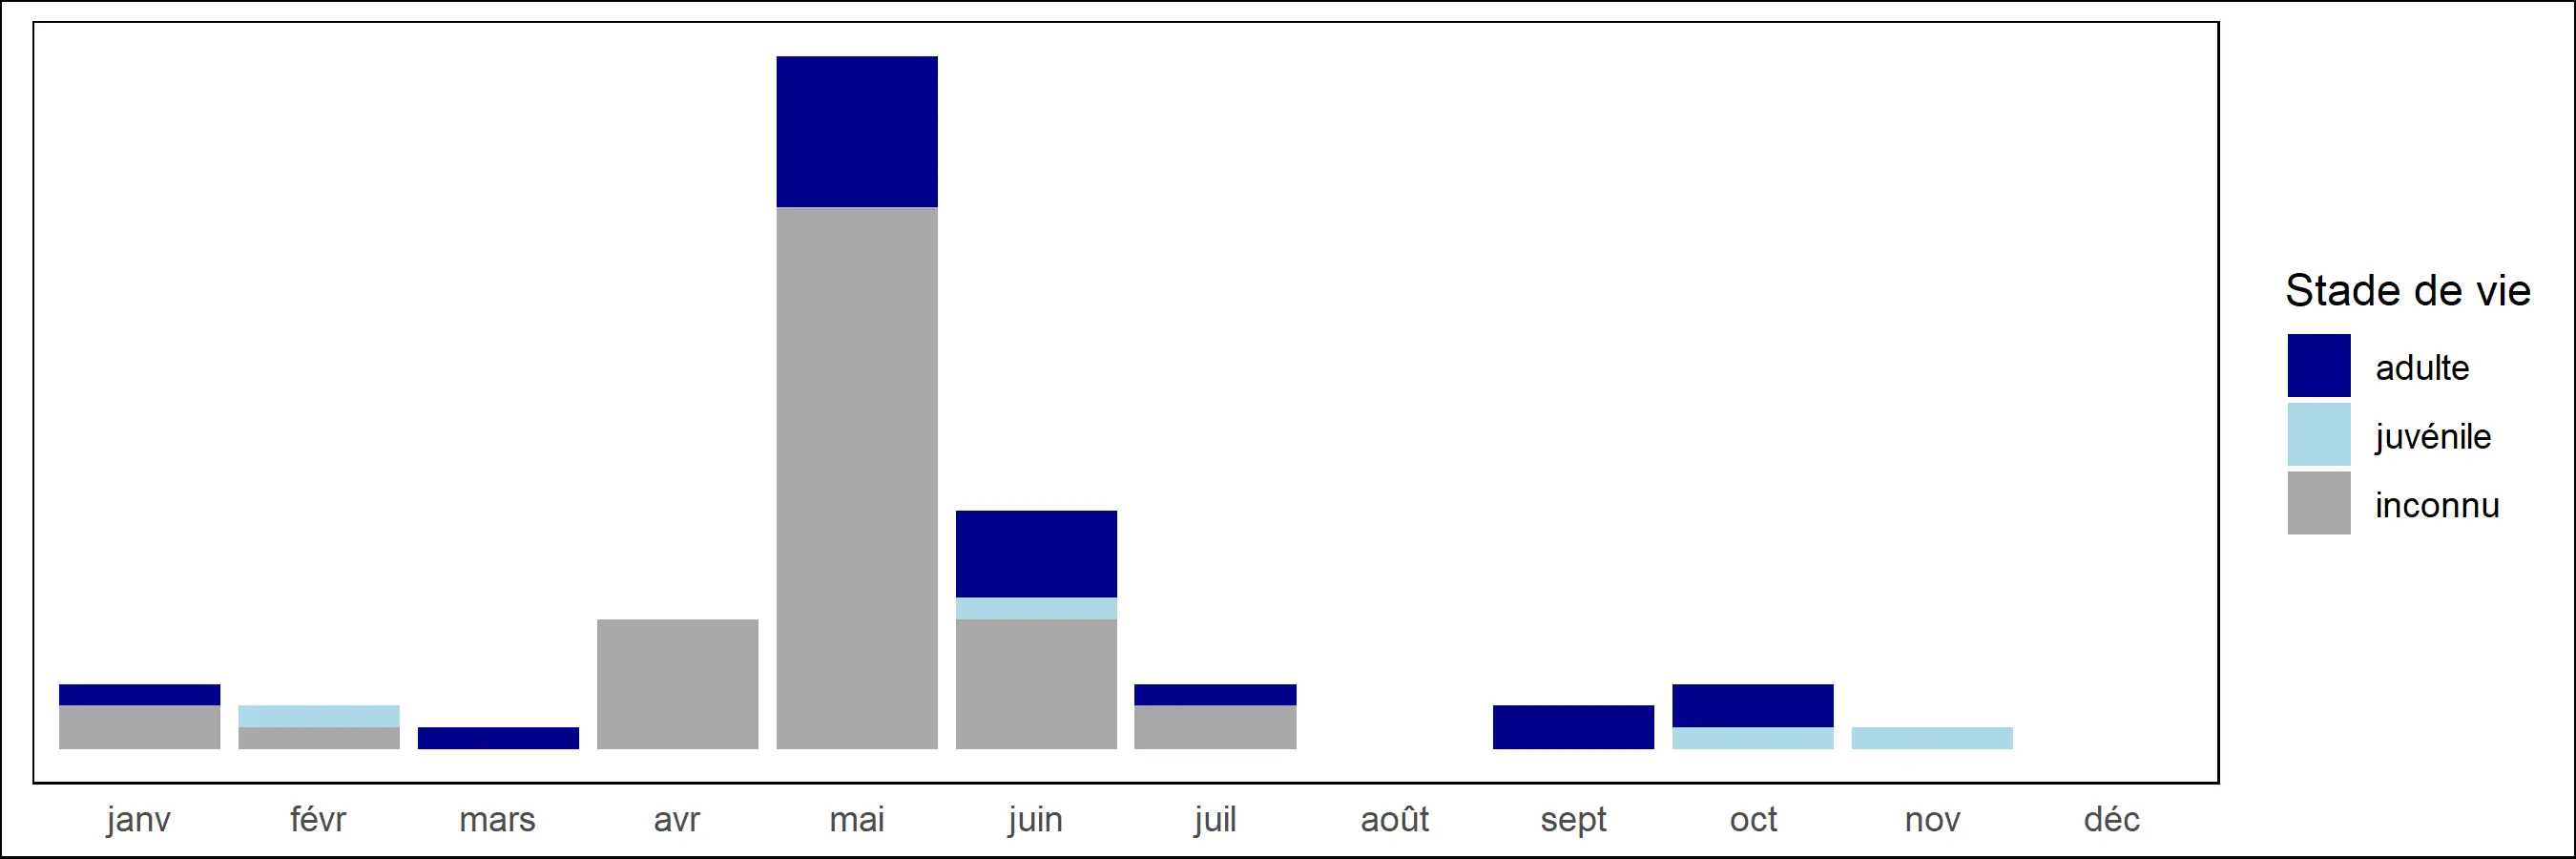 Stade de vie
adulte
juvénile
inconnu
janv févr mars avr mai juin juil août sept oct nov déc